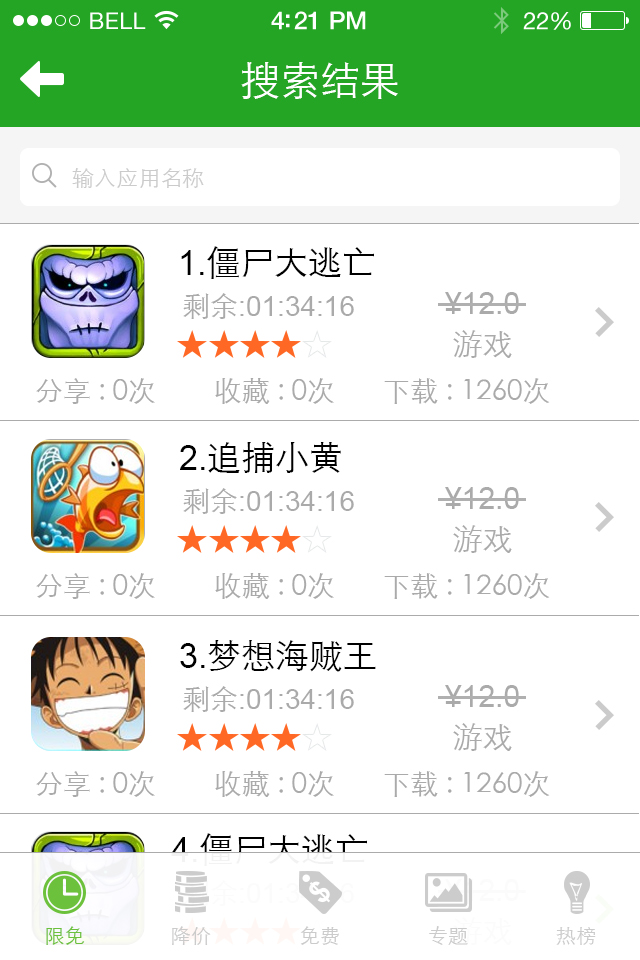 BELL 4:21 PM 22%
搜索结果
输入应用名称
1.僵尸大逃亡
剩余:01:34:16 ¥12.0
游戏
分享：0次 收藏：0次 下载：1260次
2.追捕小黄
剩余:01:34:16 ¥12.0
游戏
分享：0次 收藏：0次 下载：1260次
3.梦想海贼王
剩余:01:34:16 ¥12.0
游戏
分享：0次 收藏：0次 下载：1260次
4.僵尸大逃亡
限免 降价 免费 专题 热榜